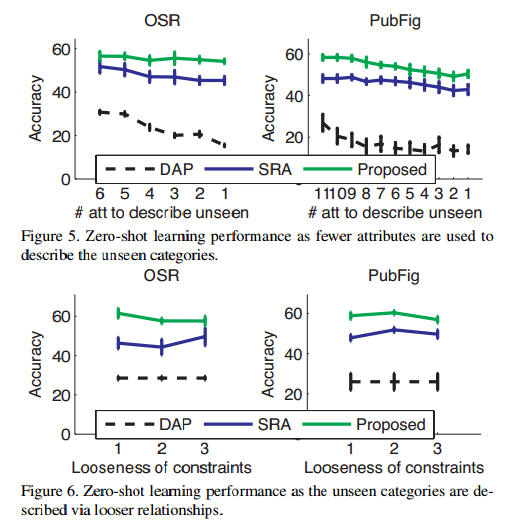 OSR
PubFig
60
40
20
0
Accuracy
60
40
20
Accuracy
DAP SRA Proposed
6 5 4 3 2 1
11109 8 7 6 5 4 3 2 1
# att to describe unseen
# att to describe unseen
Figure 5. Zero-shot learning performance as fewer attributes are used to
describe the unseen categories.
OSR
PubFig
60
40
20
0
Accuracy
60
40
20
Accuracy
DAP SRA Proposed
1 2 3
1 2 3
Looseness of constraints
Looseness of constraints
Figure 6. Zero-shot learning performance as the unseen categories are de-
scribed via looser relationships.